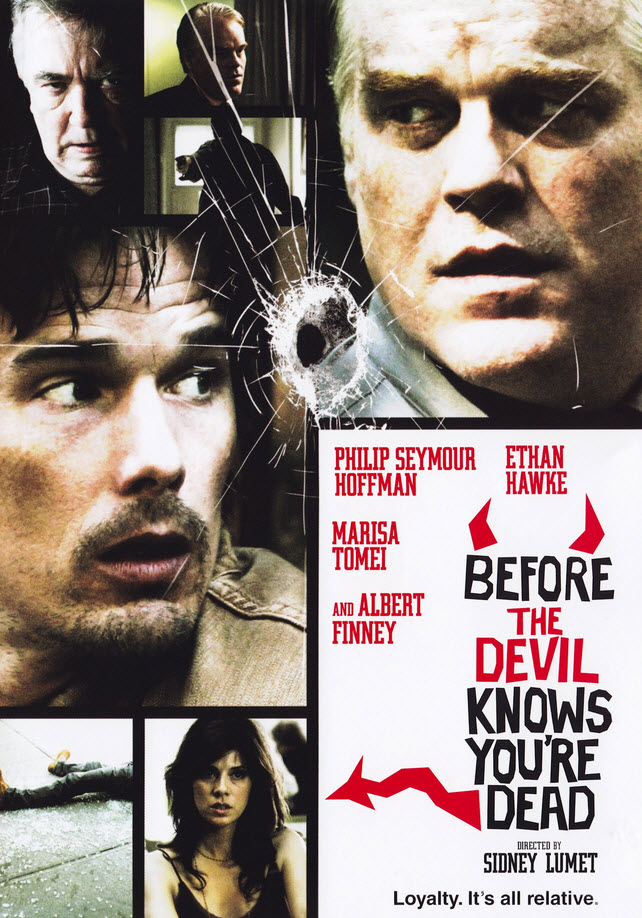 PHILIP SEYMOUR
HOFFMAN
ETHAN
HAWKE
MARISA
TOMEI
AND ALBERT
FINNEY
BEFORE
THE
DEVIL
KNOWS
YOU'RE
DEAD
DIRECTED BY
SIDNEY LUMET
Loyalty. It's all relative.